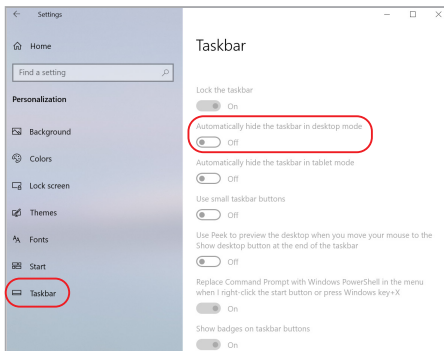 Settings
Home
Find a setting
Personalization
Background
Colors
Lock screen
Themes
Fonts
Start
Taskbar
Taskbar
Lock the taskbar
On
Automatically hide the taskbar in desktop mode
Off
Automatically hide the taskbar in tablet mode
Off
Use small taskbar buttons
Off
Use Peek to preview the desktop when you move your mouse to the
Show desktop button at the end of the taskbar
Off
Replace Command Prompt with Windows PowerShell in the menu
when I right-click the start button or press Windows key+X
On
Show badges on taskbar buttons
On